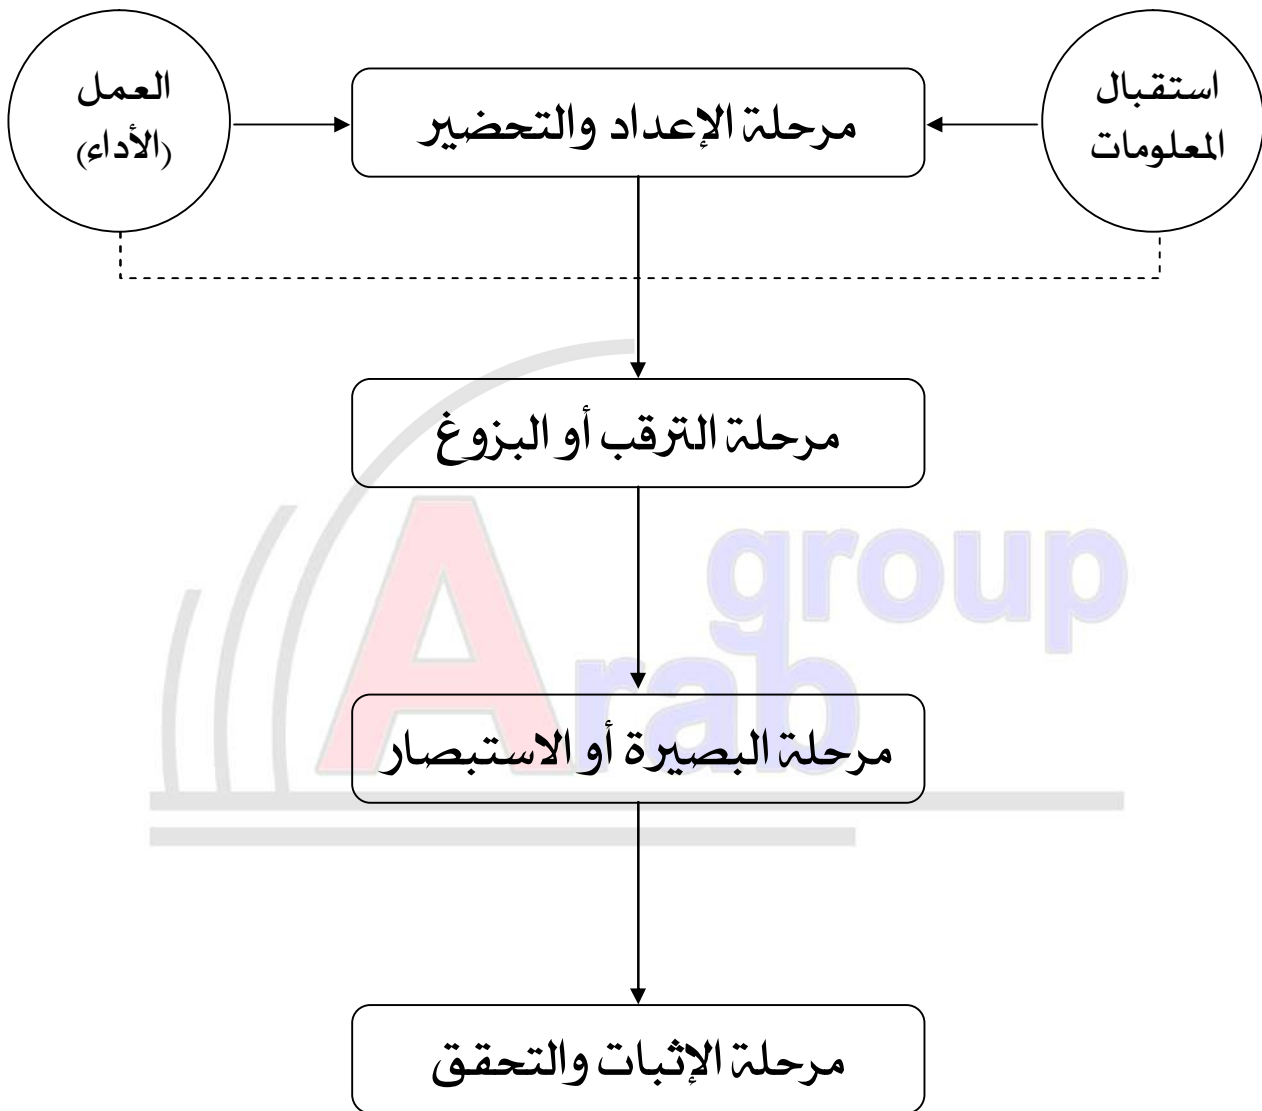 استقبال
المعلومات
مرحلة الإعداد والتحضير
العمل
(الأداء)
مرحلة الترقب أو البزوغ
group
Arab
مرحلة البصيرة أو الاستبصار
مرحلة الإثبات والتحقق